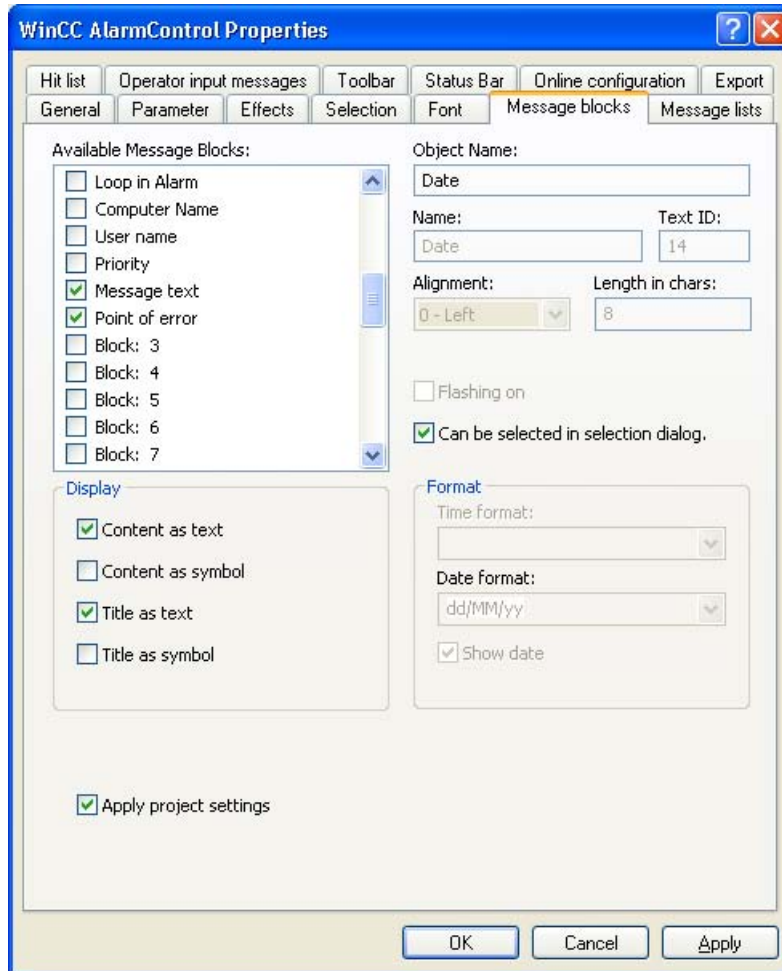 WinCC AlarmControl Properties
Hit list Operator input messages Toolbar Status Bar Online configuration Export
General Parameter Effects Selection Font Message blocks Message lists
Available Message Blocks:
Loop in Alarm
Computer Name
User name
Priority
Message text
Point of error
Block: 3
Block: 4
Block: 5
Block: 6
Block: 7
Object Name:
Date
Name: Text ID:
Date 14
Alignment: Length in chars:
0 - Left 8
Flashing on
Can be selected in selection dialog.
Display
Content as text
Content as symbol
Title as text
Title as symbol
Format
Time format:
Date format:
dd/MM/yy
Show date
Apply project settings
OK Cancel Apply